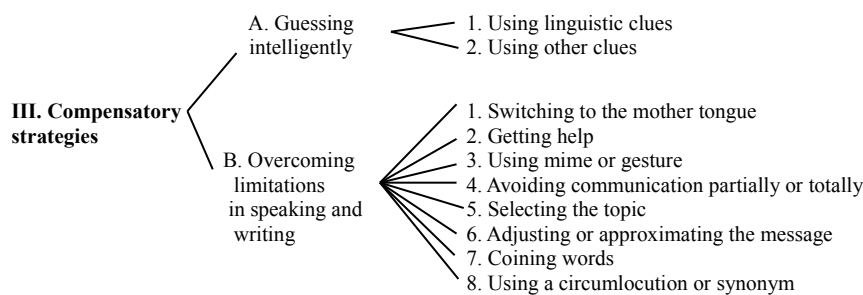 A. Guessing
intelligently
1. Using linguistic clues
2. Using other clues
III. Compensatory
strategies
B. Overcoming
limitations
in speaking and
writing
1. Switching to the mother tongue
2. Getting help
3. Using mime or gesture
4. Avoiding communication partially or totally
5. Selecting the topic
6. Adjusting or approximating the message
7. Coining words
8. Using a circumlocution or synonym